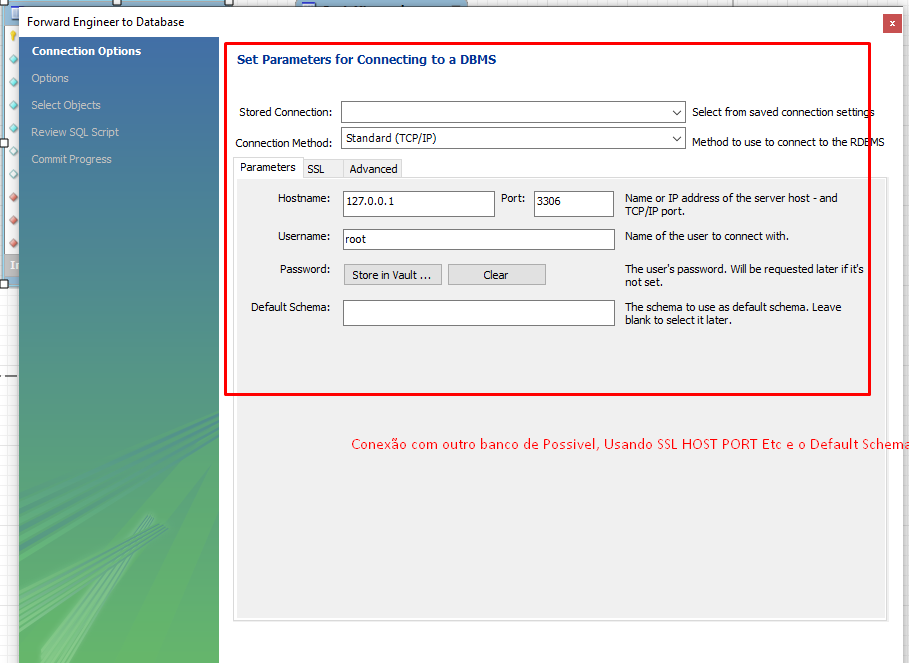 Forward Engineer to Database
x
Connection Options
Options
Select Objects
Review SQL Script
Commit Progress
Set Parameters for Connecting to a DBMS
Stored Connection:
Select from saved connection settings
Connection Method: Standard (TCP/IP)
Method to use to connect to the RDBMS
Parameters SSL Advanced
Hostname: 127.0.0.1 Port: 3306
Name or IP address of the server host - and
TCP/IP port.
Username: root
Name of the user to connect with.
Password: Store in Vault ... Clear
The user's password. Will be requested later if it's
not set.
Default Schema:
The schema to use as default schema. Leave
blank to select it later.
Conexão com outro banco de Possivel, Usando SSL HOST PORT Etc e o Default Schema